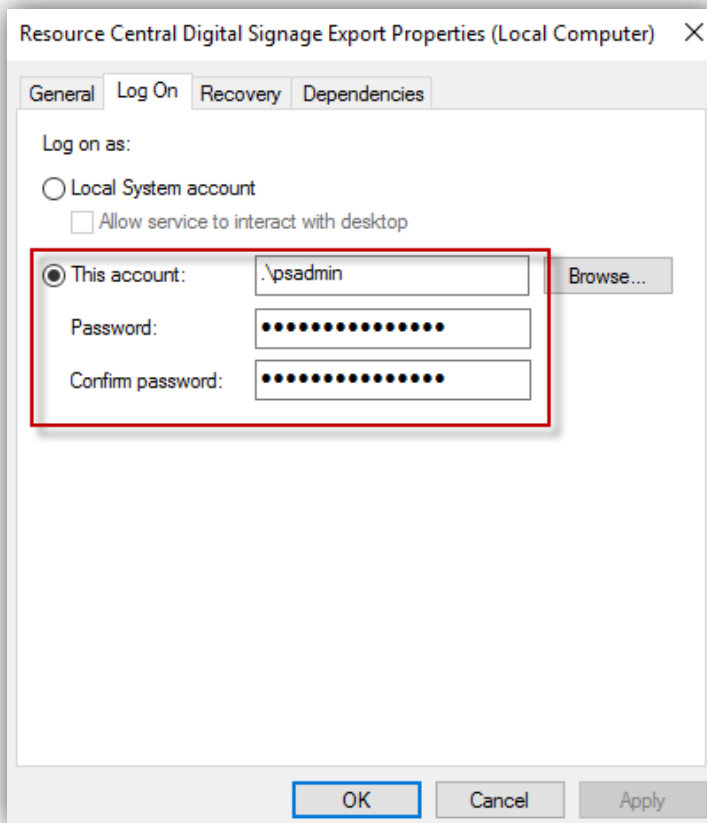 Resource Central Digital Signage Export Properties (Local Computer)
General Log On Recovery Dependencies
Log on as:
Local System account
Allow service to interact with desktop
This account: .\psadmin Browse...
Password: •••••••••••••••
Confirm password: •••••••••••••••
OK Cancel Apply